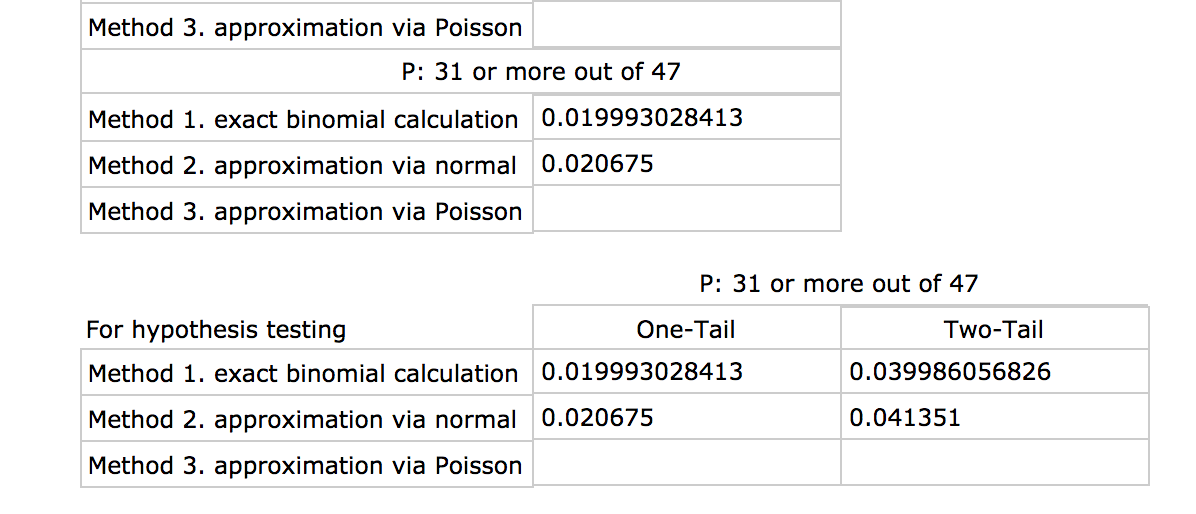 Method 3. approximation via Poisson
P: 31 or more out of 47
Method 1. exact binomial calculation 0.019993028413
Method 2. approximation via normal 0.020675
Method 3. approximation via Poisson
P: 31 or more out of 47
For hypothesis testing One-Tail Two-Tail
Method 1. exact binomial calculation 0.019993028413 0.039986056826
Method 2. approximation via normal 0.020675 0.041351
Method 3. approximation via Poisson